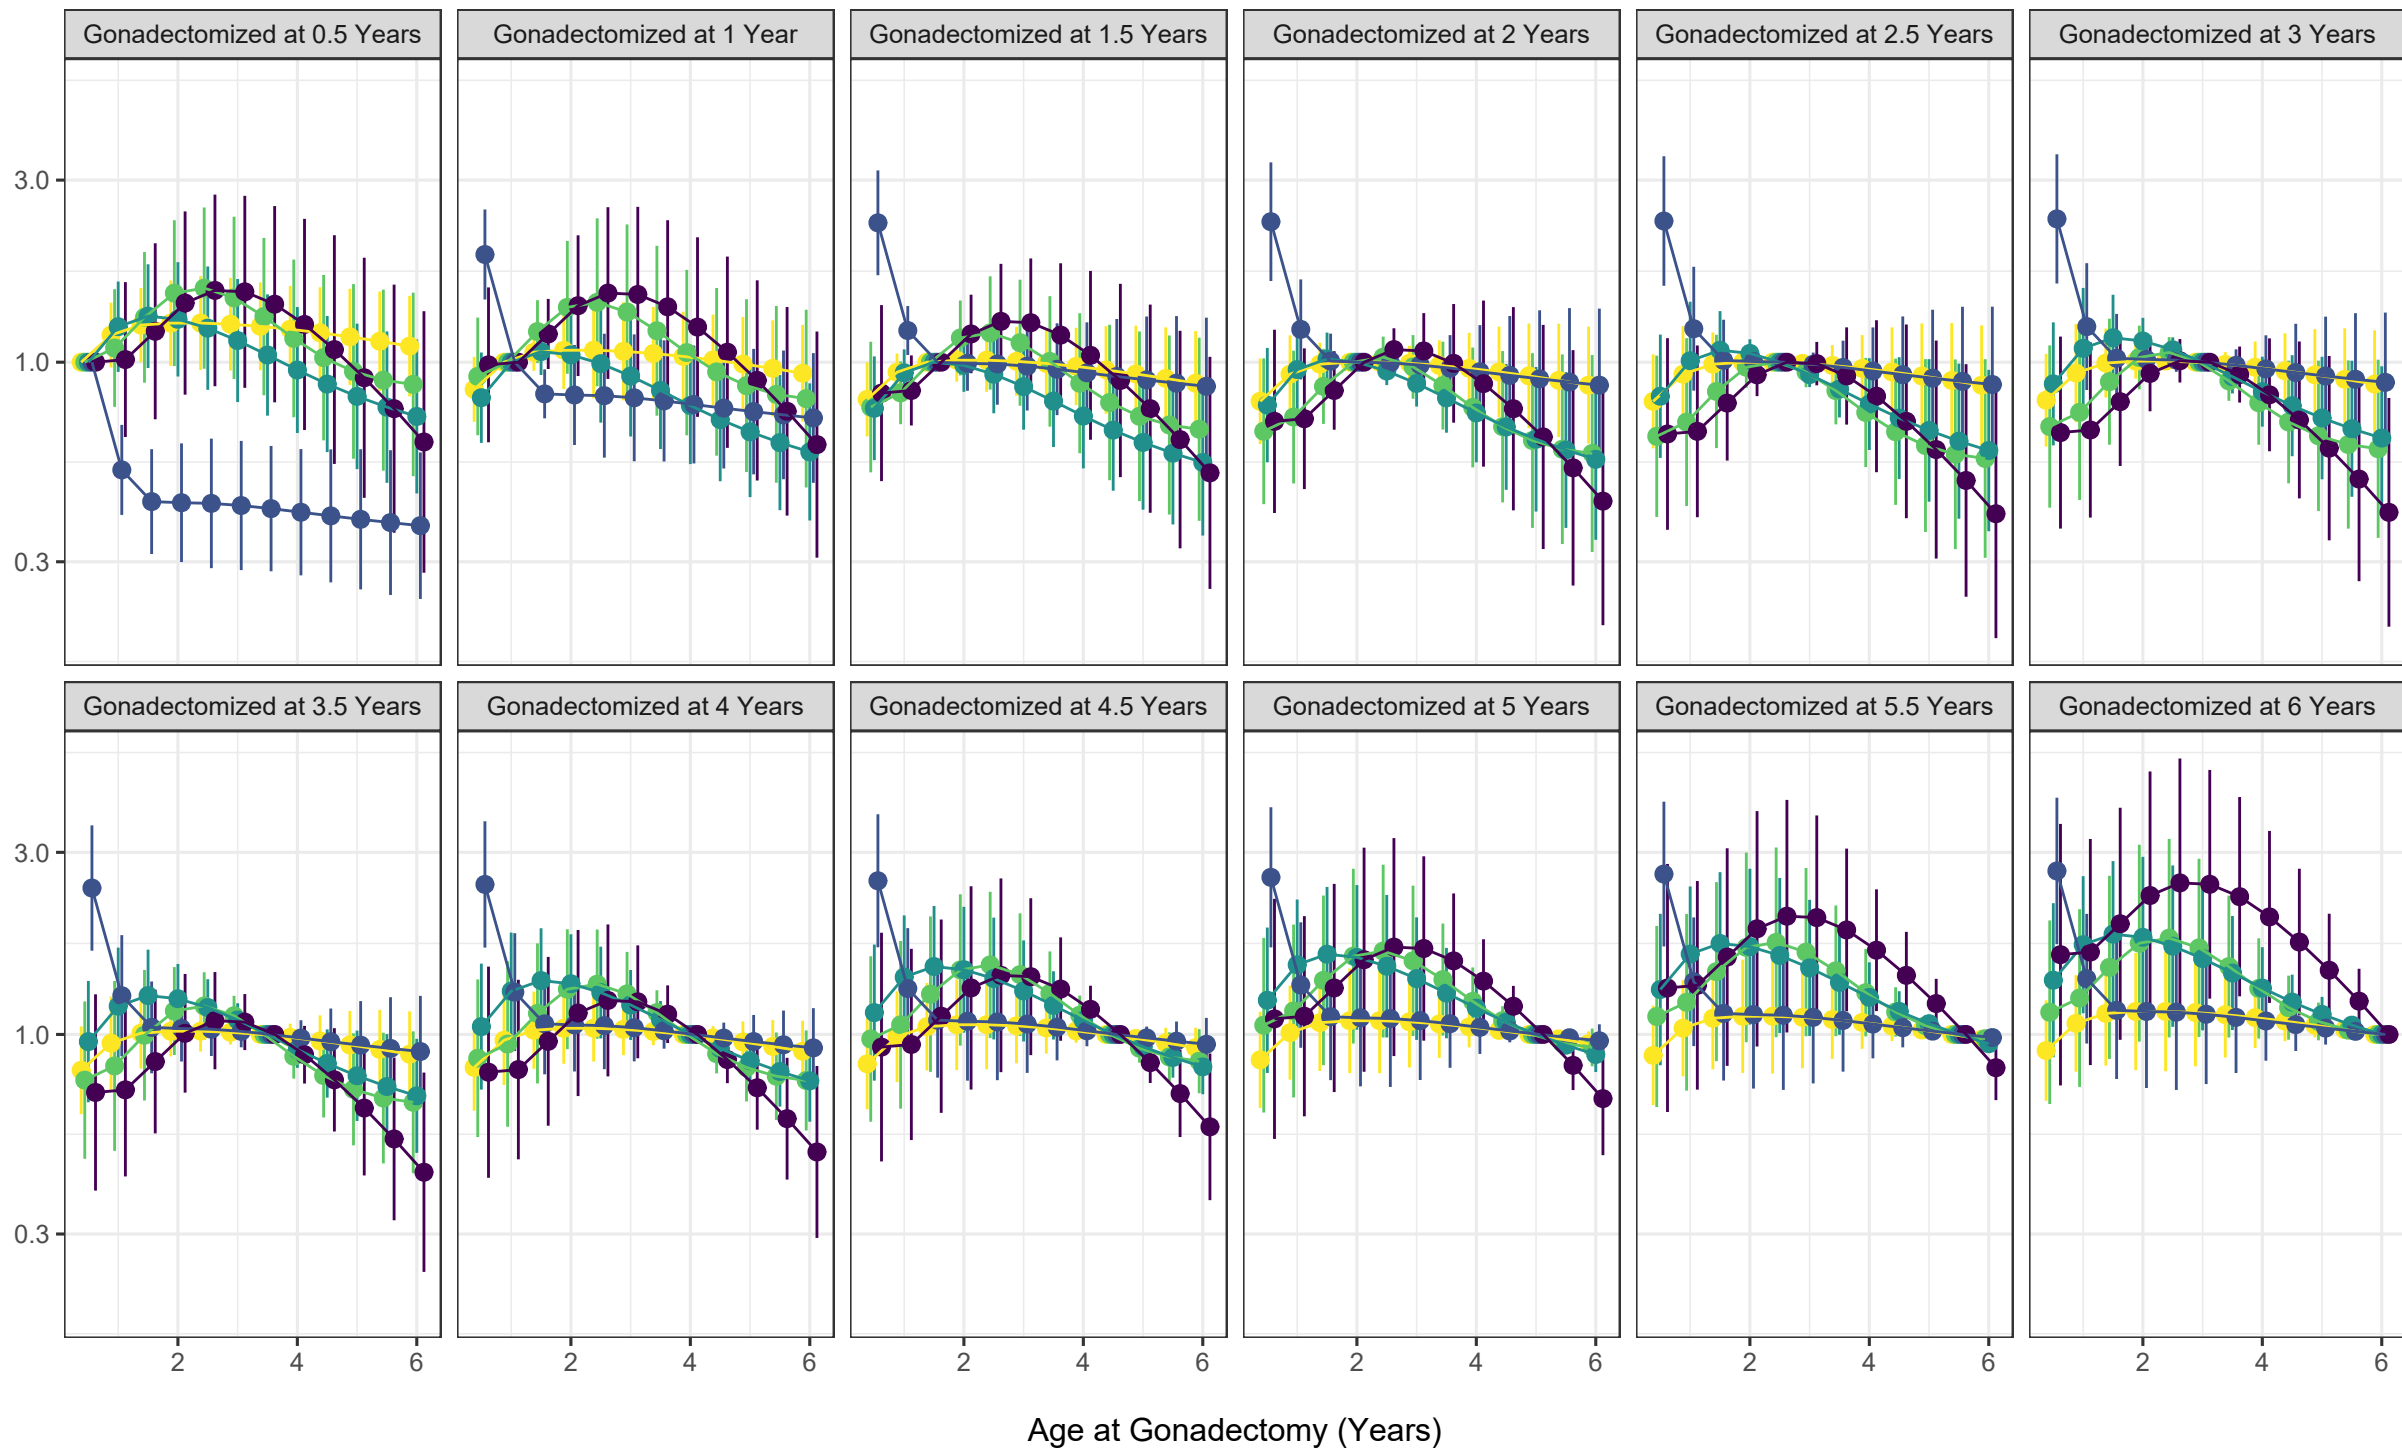 Gonadectomized at 0.5 Years
Gonadectomized at 1 Year
Gonadectomized at 1.5 Years
Gonadectomized at 2 Years
Gonadectomized at 2.5 Years
Gonadectomized at 3 Years
3.0
1.0
0.3
Gonadectomized at 3.5 Years
Gonadectomized at 4 Years
Gonadectomized at 4.5 Years
Gonadectomized at 5 Years
Gonadectomized at 5.5 Years
Gonadectomized at 6 Years
3.0
1.0
0.3
2 4 6 2 4 6 2 4 6 2 4 6 2 4 6 2 4 6
Age at Gonadectomy (Years)